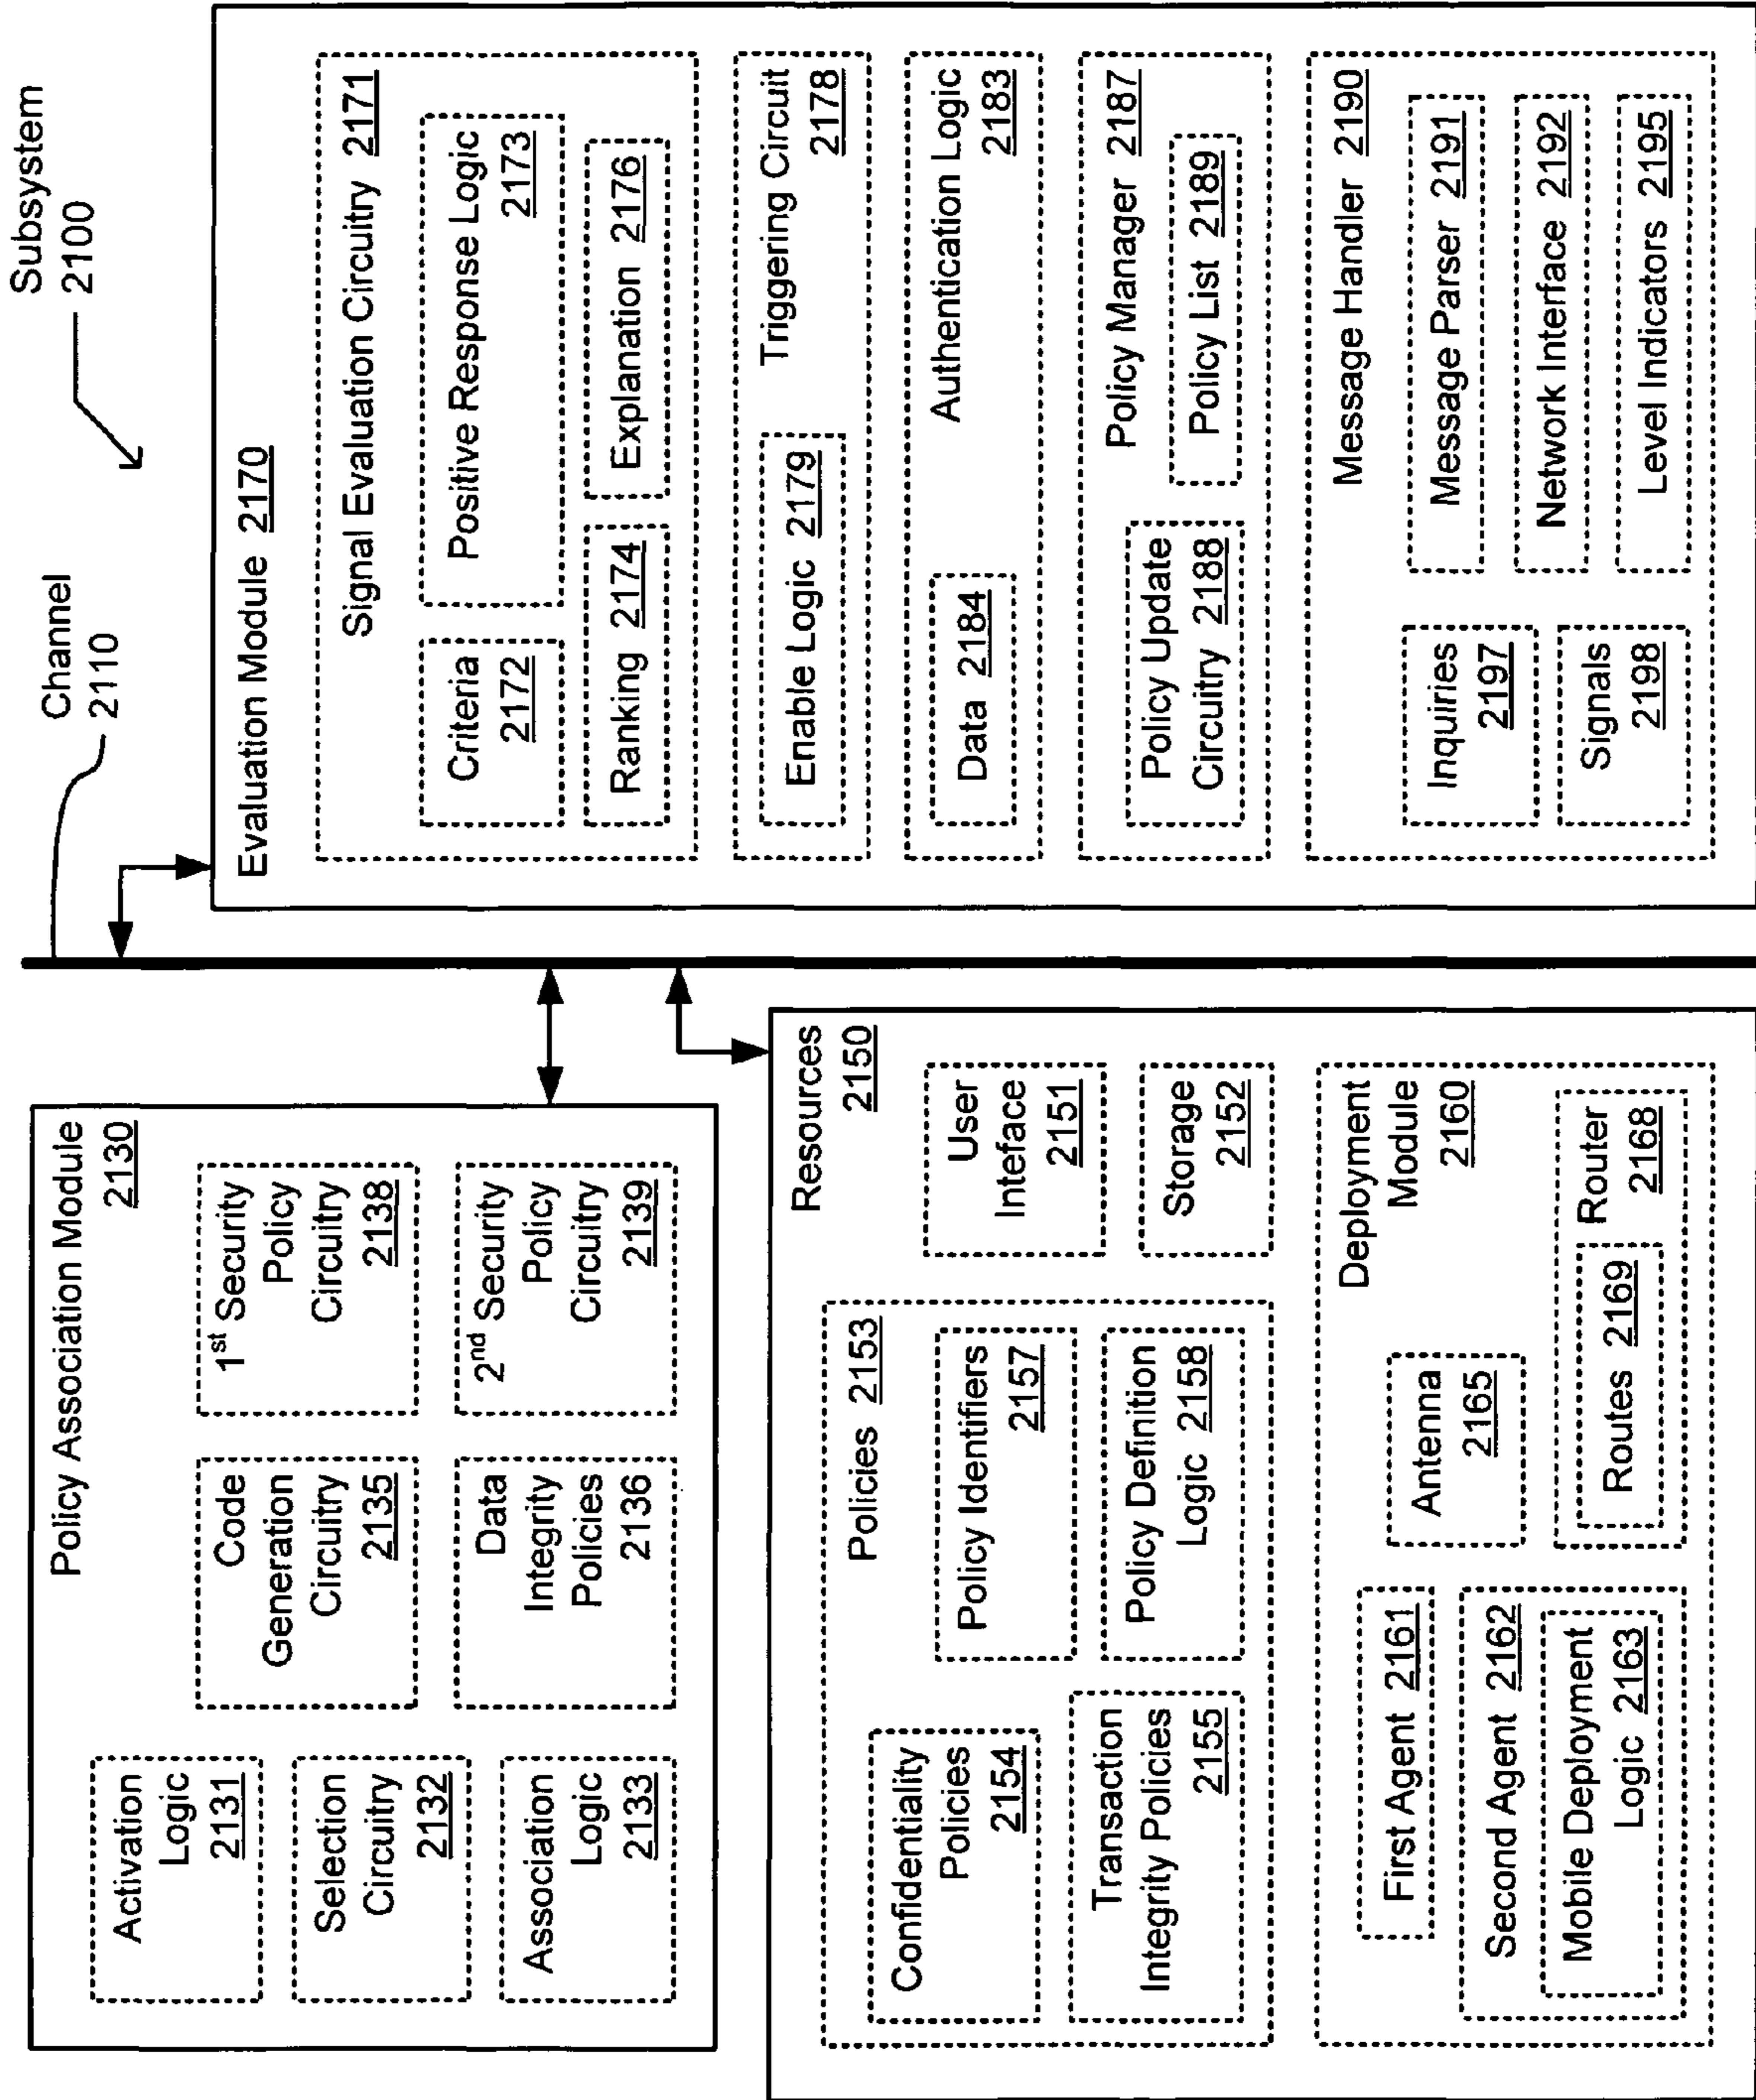 Subsystem
2100
Channel
2110
Policy Association Module
2130
Activation
Logic
2131
Selection
Circuitry
2132
Association
Logic
2133
Code
Generation
Circuitry
2135
Data
Integrity
Policies
2136
1st Security
Policy
Circuitry
2138
2nd Security
Policy
Circuitry
2139
Resources
2150
User
Inteface
2151
Storage
2152
Policies 2153
Confidentiality
Policies
2154
Transaction
Integrity Policies
2155
Policy Identifiers
2157
Policy Definition
Logic 2158
Deployment
Module
2160
First Agent 2161
Second Agent 2162
Mobile Deployment
Logic 2163
Antenna
2165
Router
2168
Routes 2169
Evaluation Module 2170
Signal Evaluation Circuitry 2171
Criteria
2172
Positive Response Logic
2173
Ranking 2174
Explanation 2176
Triggering Circuit
2178
Enable Logic 2179
Authentication Logic
2183
Data 2184
Policy Manager 2187
Policy Update
Circuitry 2188
Policy List 2189
Message Handler 2190
Message Parser 2191
Network Interface 2192
Level Indicators 2195
Inquiries
2197
Signals
2198